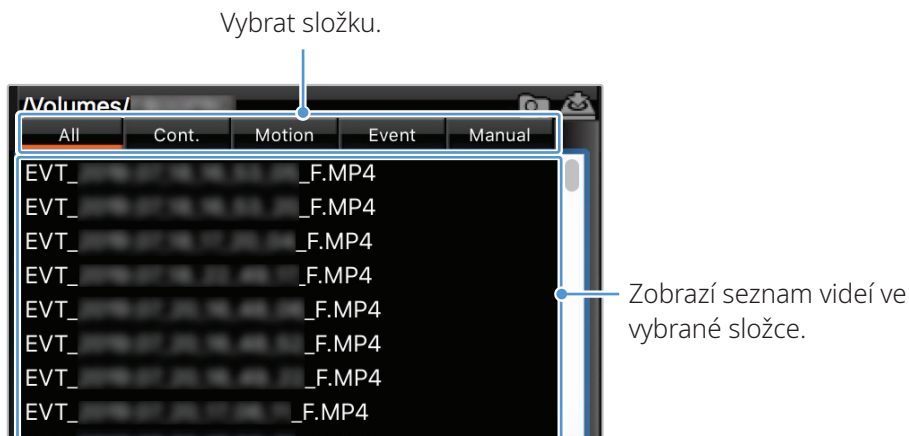 Vybrat složku.
/Volumes/
All Cont. Motion Event Manual
EVT_ _F.MP4
EVT_ _F.MP4
EVT_ _F.MP4
EVT_ _F.MP4
EVT_ _F.MP4
EVT_ _F.MP4
EVT_ _F.MP4
EVT_ _F.MP4
Zobrazí seznam videí ve
vybrané složce.